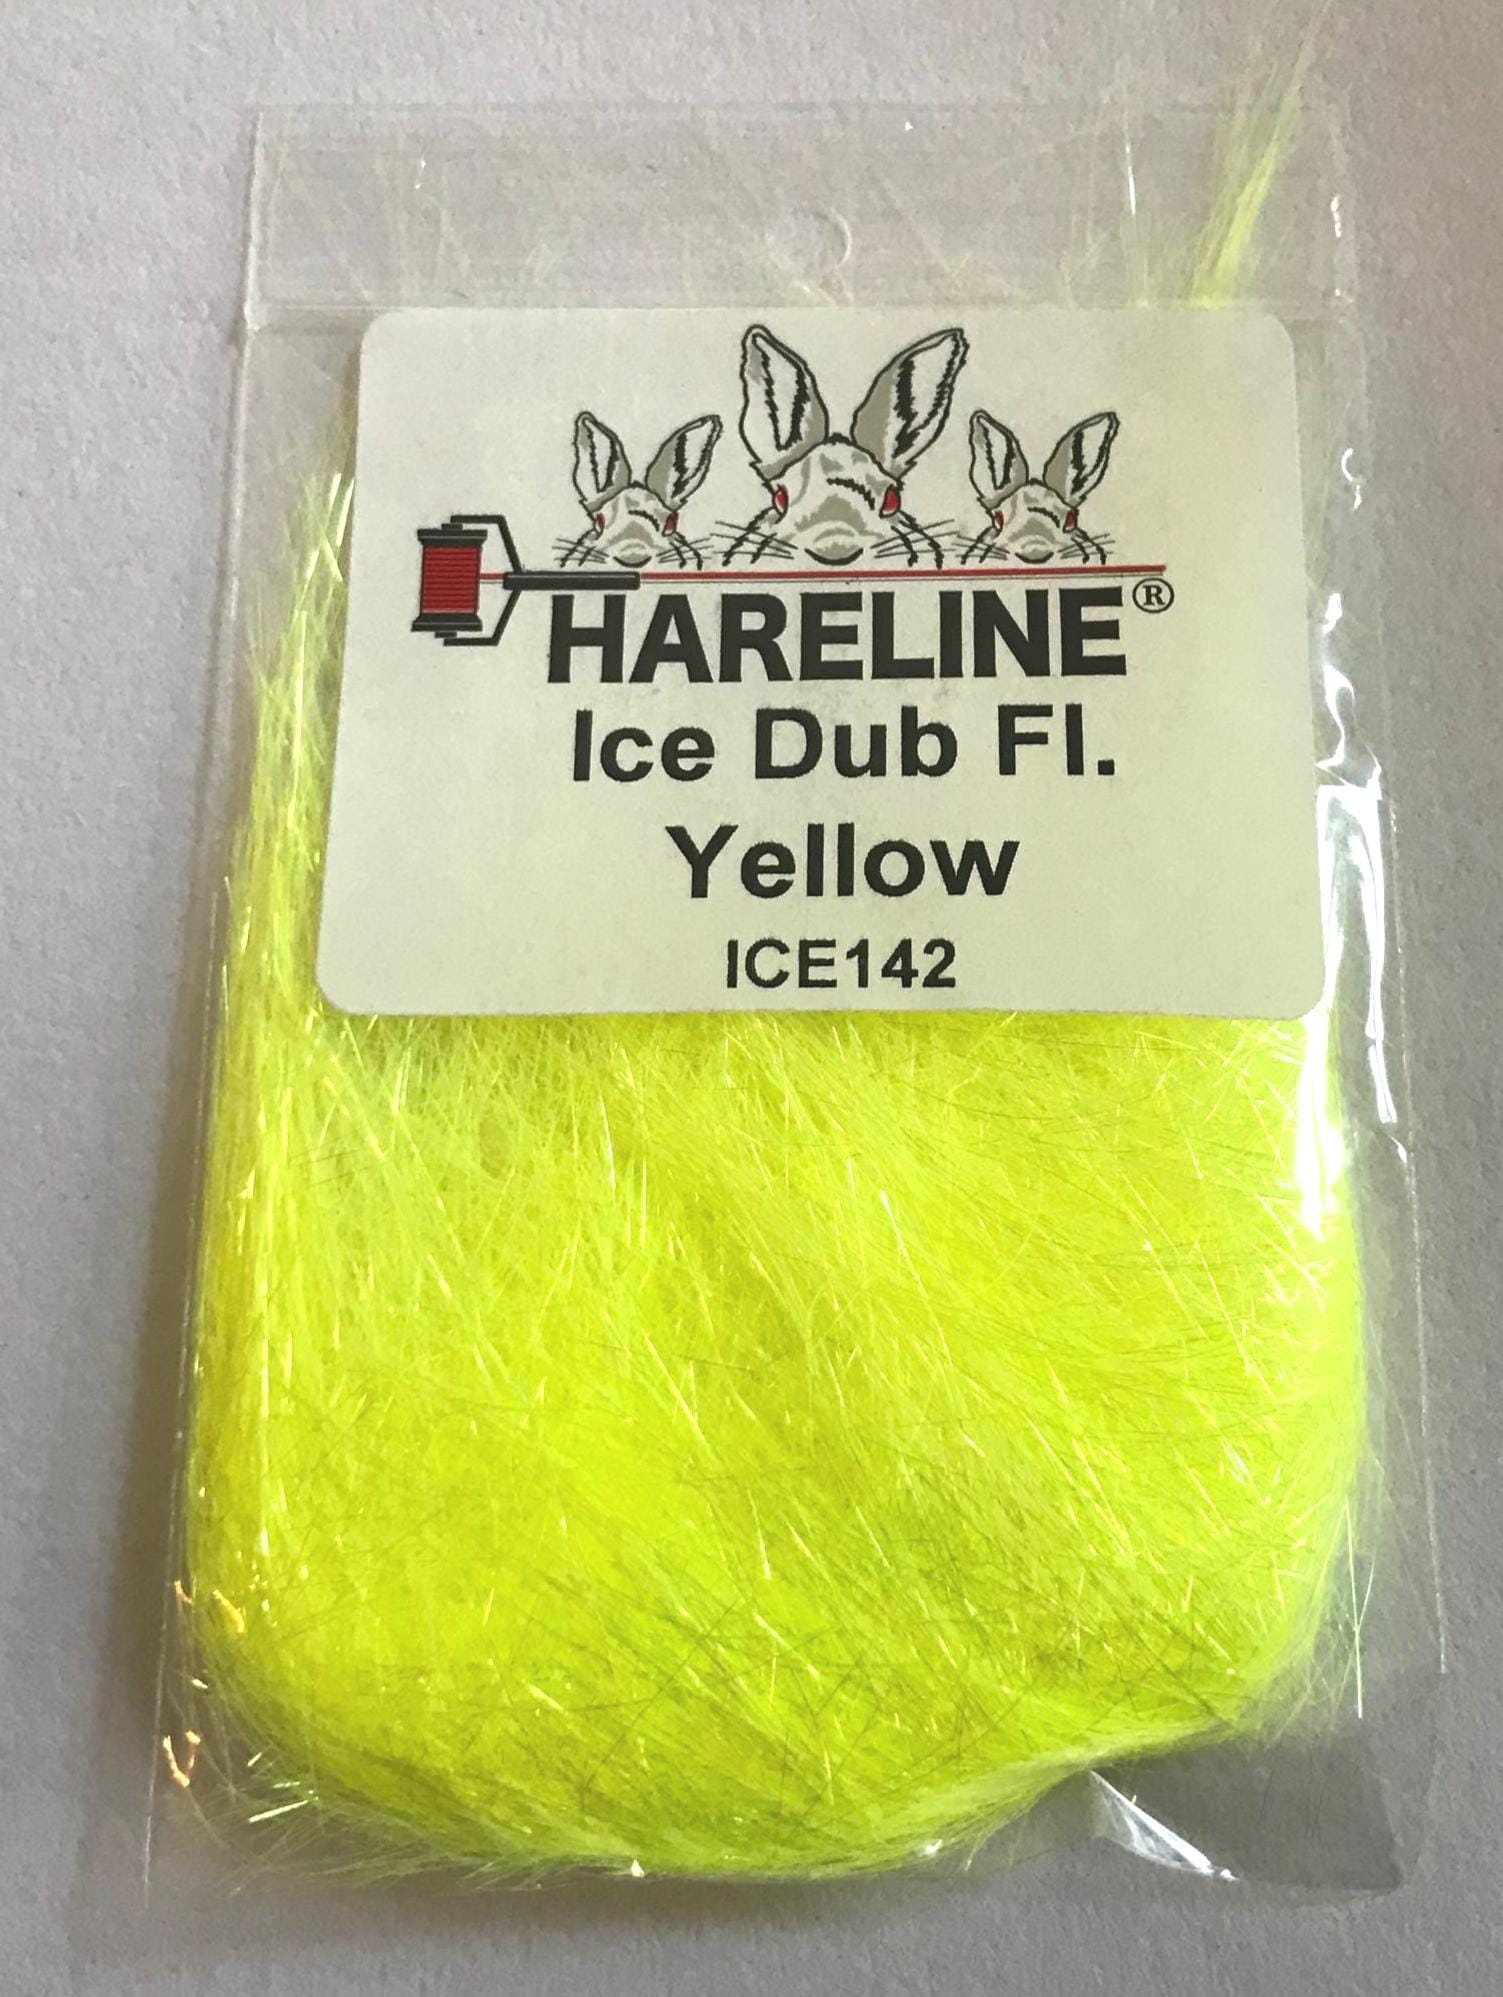 HARELINE®
Ice Dub Fl.
Yellow
ICE142